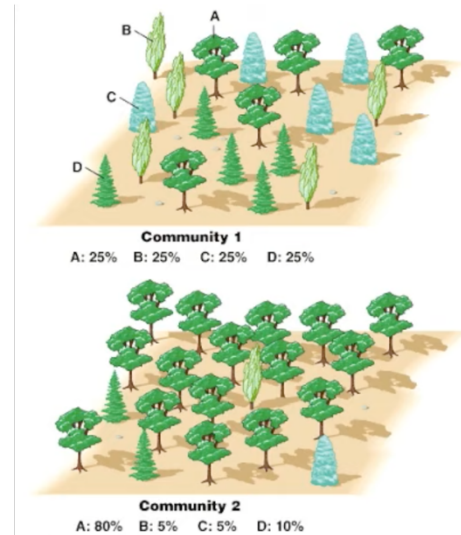 A
B
C
D
Community 1
A: 25% B: 25% C: 25% D: 25%
Community 2
A: 80% B: 5% C: 5% D: 10%